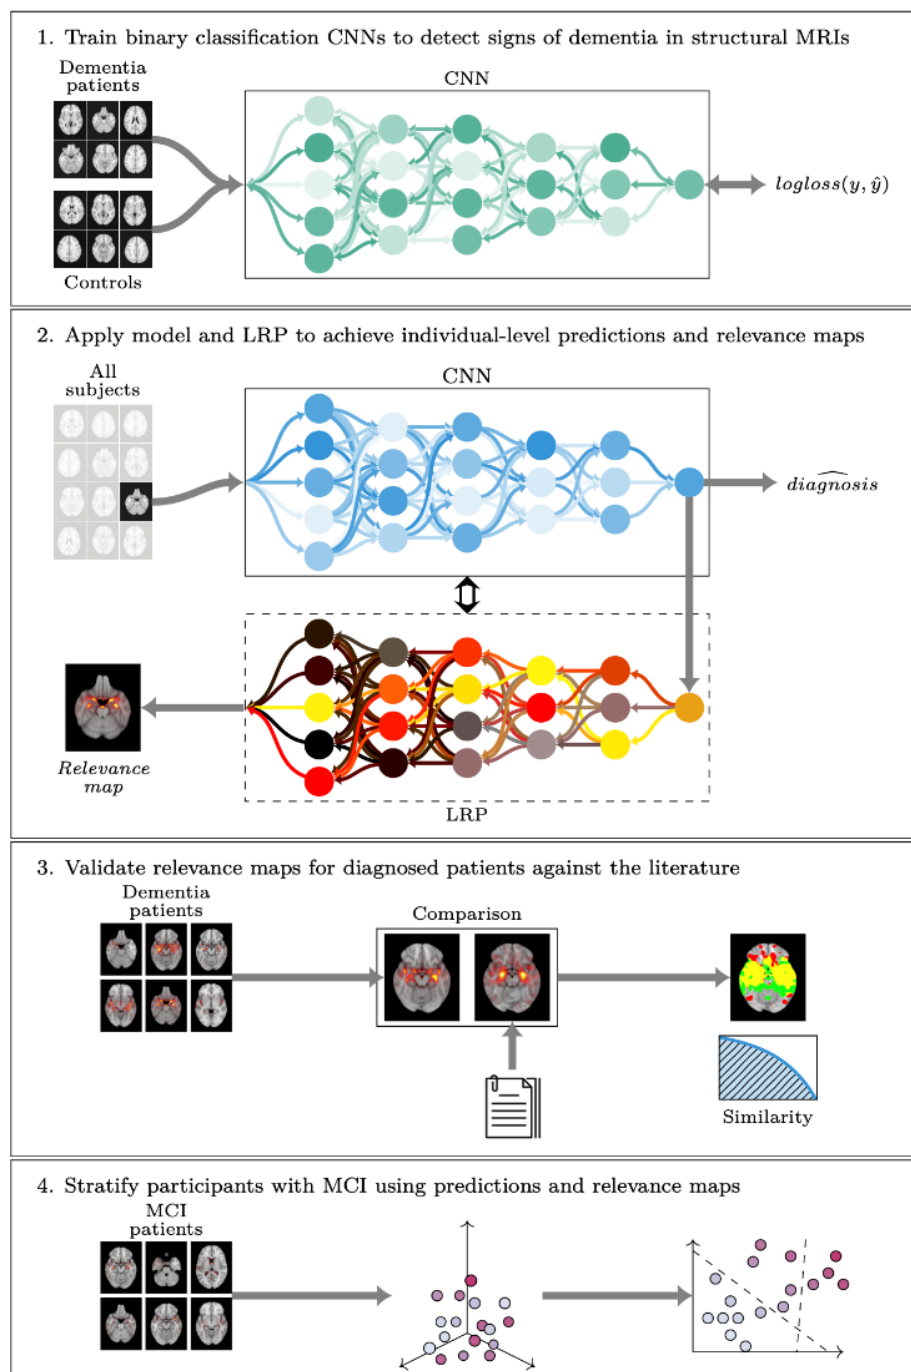 1. Train binary classification CNNs to detect signs of dementia in structural MRIs
Dementia
patients
CNN
logloss(y, ŷ)
Controls
2. Apply model and LRP to achieve individual-level predictions and relevance maps
All
subjects
CNN
diagnosis
Relevance
map
LRP
3. Validate relevance maps for diagnosed patients against the literature
Dementia
patients
Comparison
Similarity
4. Stratify participants with MCI using predictions and relevance maps
MCI
patients